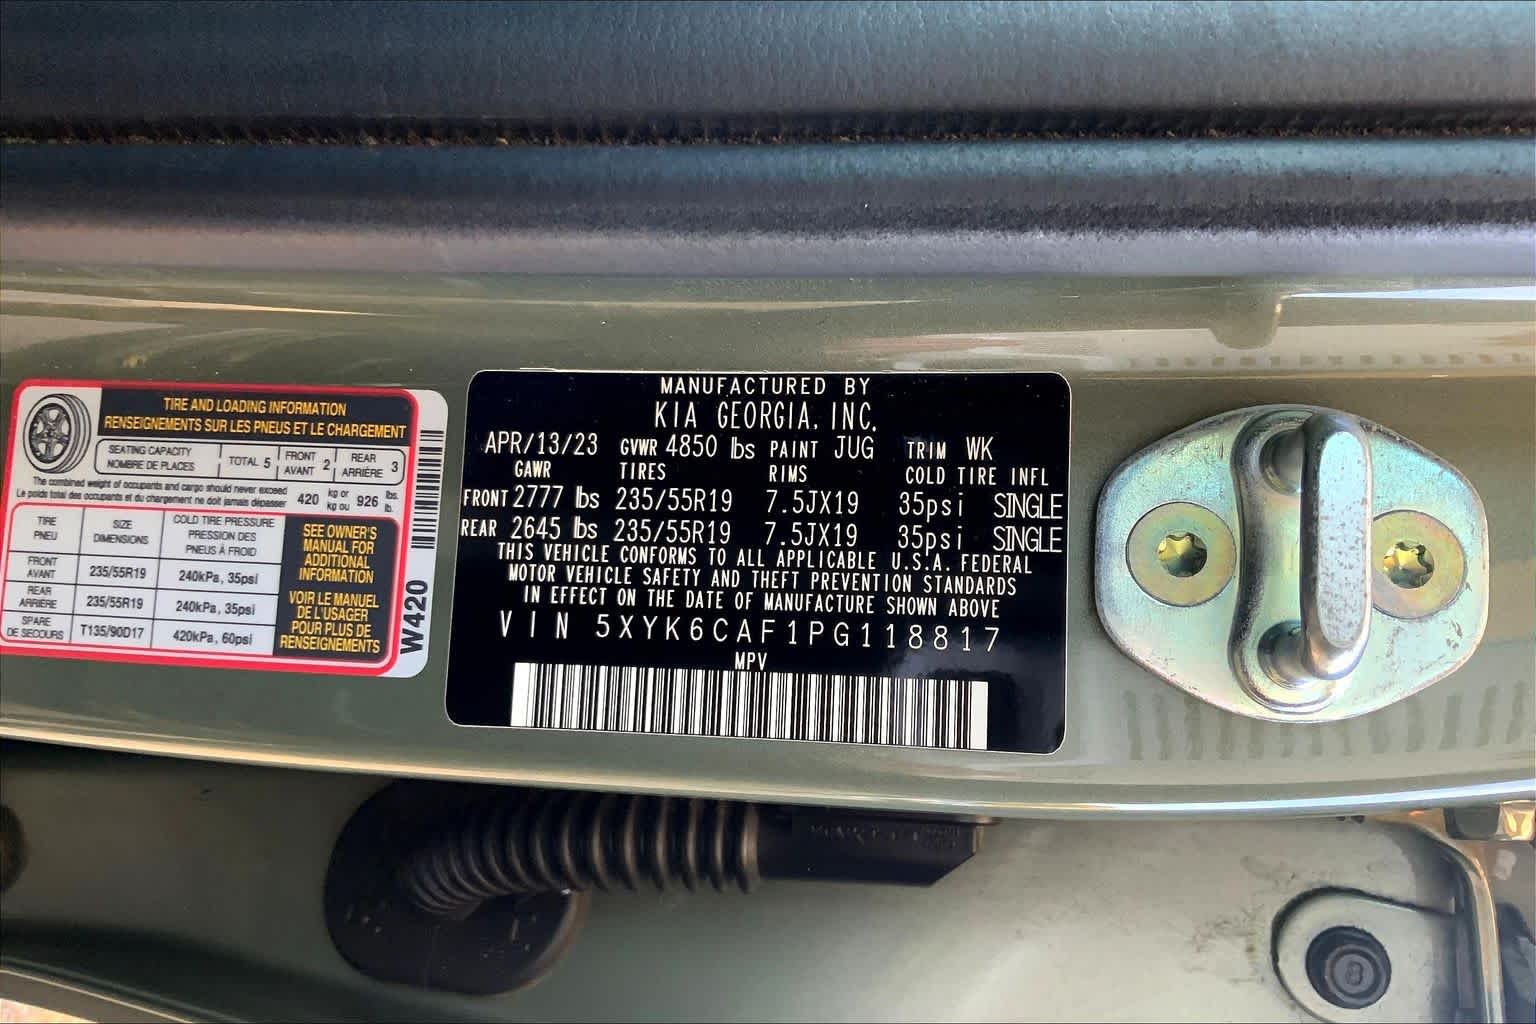 TIRE AND LOADING INFORMATION
RENSEIGNEMENTS SUR LES PNEUS ET LE CHARGEMENT
SEATING CAPACITY
NOMBRE DE PLACES
TOTAL 5
FRONT
AVANT
2
REAR
ARRIÈRE
3
The combined weight of occupants and cargo should never exceed
Le poids total des occupants et du chargement ne doit jamais dépasser
420
kg or
kg ou
926
lbs.
lb.
TIRE
PNEU
SIZE
DIMENSIONS
COLD TIRE PRESSURE
PRESSION DES
PNEUS À FROID
FRONT
AVANT
235/55R19
240kPa, 35psi
REAR
ARRIÈRE
235/55R19
240kPa, 35psi
SPARE
DE SECOURS
T135/90D17
420kPa, 60psi
SEE OWNER'S
MANUAL FOR
ADDITIONAL
INFORMATION
VOIR LE MANUEL
DE L'USAGER
POUR PLUS DE
RENSEIGNEMENTS
W420
MANUFACTURED BY
KIA GEORGIA, INC.
APR/13/23 GVWR 4850 lbs PAINT JUG TRIM WK
GAWR TIRES RIMS COLD TIRE INFL
FRONT 2777 lbs 235/55R19 7.5JX19 35psi SINGLE
REAR 2645 lbs 235/55R19 7.5JX19 35psi SINGLE
THIS VEHICLE CONFORMS TO ALL APPLICABLE U.S.A. FEDERAL
MOTOR VEHICLE SAFETY AND THEFT PREVENTION STANDARDS
IN EFFECT ON THE DATE OF MANUFACTURE SHOWN ABOVE
VIN 5XYK6CAF1PG118817
MPV
8